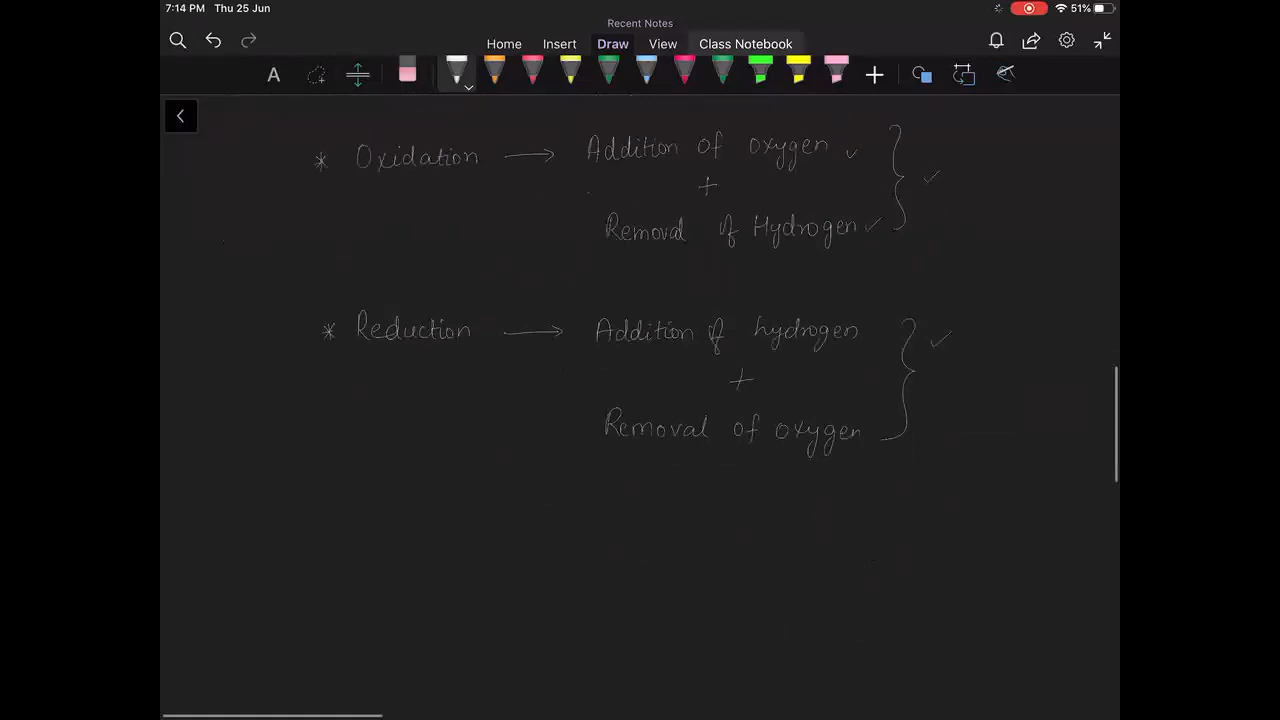 7:14 PM Thu 25 Jun
51%
Recent Notes
Home Insert Draw View Class Notebook
A
* Oxidation → Addition of oxygen ✓
+
Removal of Hydrogen ✓
* Reduction → Addition of hydrogen
+
Removal of oxygen